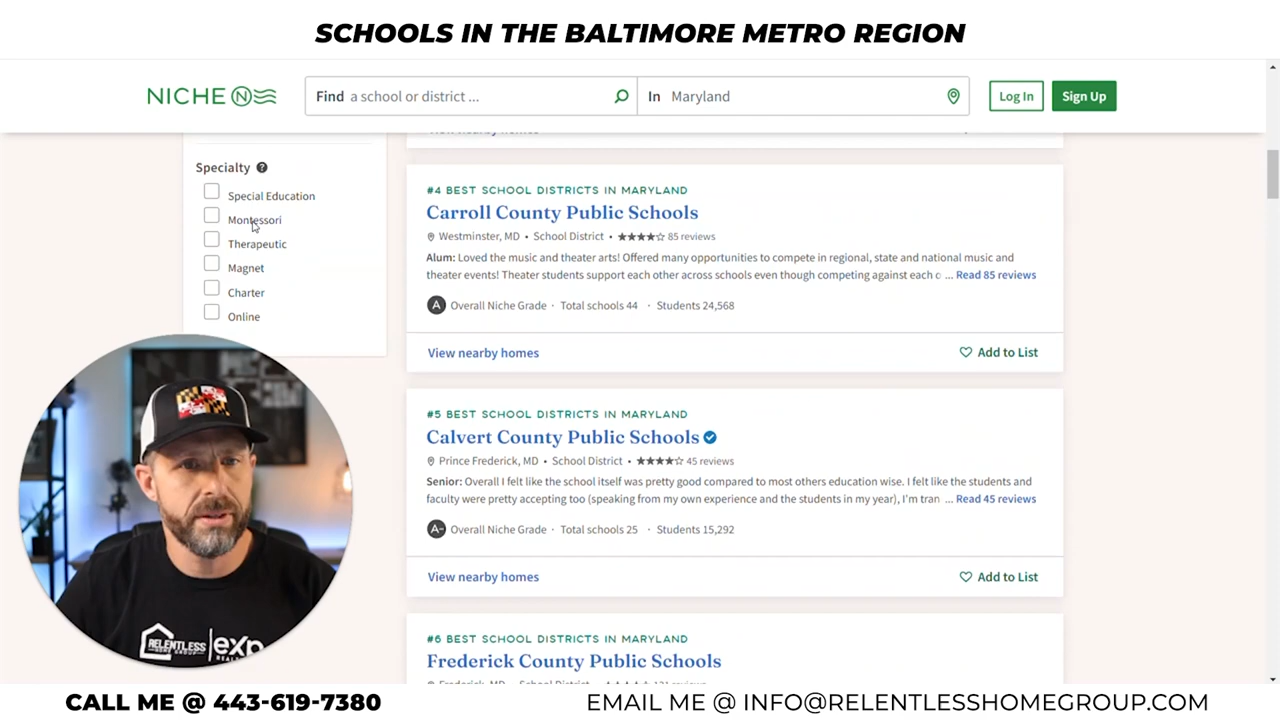 SCHOOLS IN THE BALTIMORE METRO REGION
NICHE N
Find a school or district ...
In Maryland
Log In
Sign Up
Specialty ?
Special Education
Montessori
Therapeutic
Magnet
Charter
Online
#4 BEST SCHOOL DISTRICTS IN MARYLAND
Carroll County Public Schools
Westminster, MD • School District • ★★★★☆ 85 reviews
Alum: Loved the music and theater arts! Offered many opportunities to compete in regional, state and national music and
theater events! Theater students support each other across schools even though competing against each ... Read 85 reviews
A Overall Niche Grade · Total schools 44 · Students 24,568
View nearby homes
Add to List
#5 BEST SCHOOL DISTRICTS IN MARYLAND
Calvert County Public Schools
Prince Frederick, MD • School District • ★★★★☆ 45 reviews
Senior: Overall I felt like the school itself was pretty good compared to most others education wise. I felt like the students and
faculty were pretty accepting too (speaking from my own experience and the students in my year), I'm tran ... Read 45 reviews
A- Overall Niche Grade · Total schools 25 · Students 15,292
View nearby homes
Add to List
#6 BEST SCHOOL DISTRICTS IN MARYLAND
Frederick County Public Schools
RELENTLESS
HOME GROUP
exp
CALL ME @ 443-619-7380
EMAIL ME @ INFO@RELENTLESSHOMEGROUP.COM